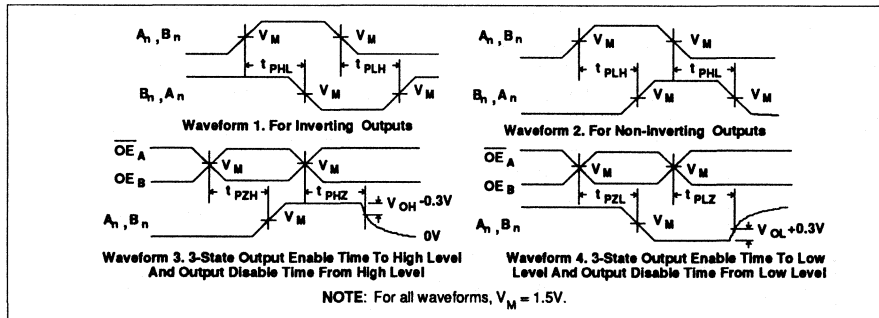 An, Bn VM VM
tPHL tPLH
Bn, An VM VM
Waveform 1. For Inverting Outputs
An, Bn VM VM
tPLH tPHL
Bn, An VM VM
Waveform 2. For Non-Inverting Outputs
OEA
OEB VM VM
tPZH tPHZ
An, Bn VM VOH -0.3V
0V
Waveform 3. 3-State Output Enable Time To High Level
And Output Disable Time From High Level
OEA
OEB VM VM
tPZL tPLZ
An, Bn VM VOL +0.3V
Waveform 4. 3-State Output Enable Time To Low
Level And Output Disable Time From Low Level
NOTE: For all waveforms, VM = 1.5V.